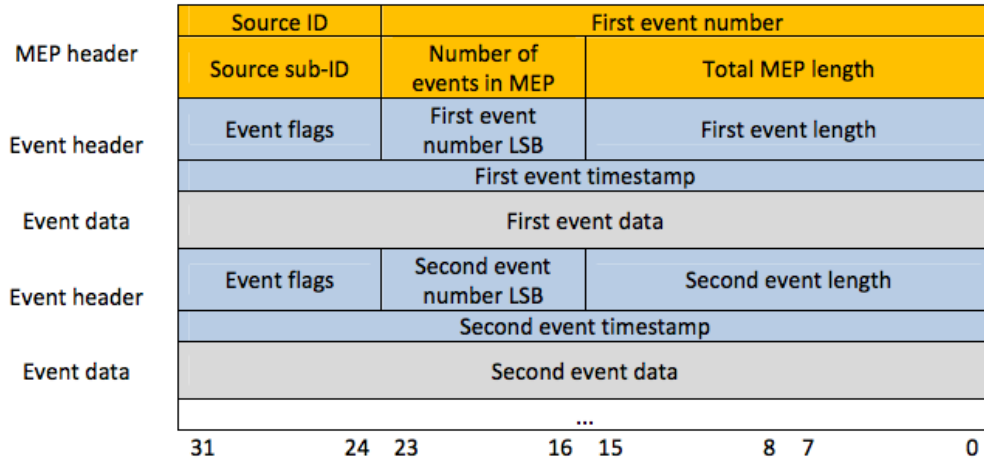 Source ID First event number
MEP header
Source sub-ID Number of events in MEP Total MEP length
Event header
Event flags First event number LSB First event length
First event timestamp
Event data First event data
Event header
Event flags Second event number LSB Second event length
Second event timestamp
Event data Second event data
...
31 24 23 16 15 8 7 0